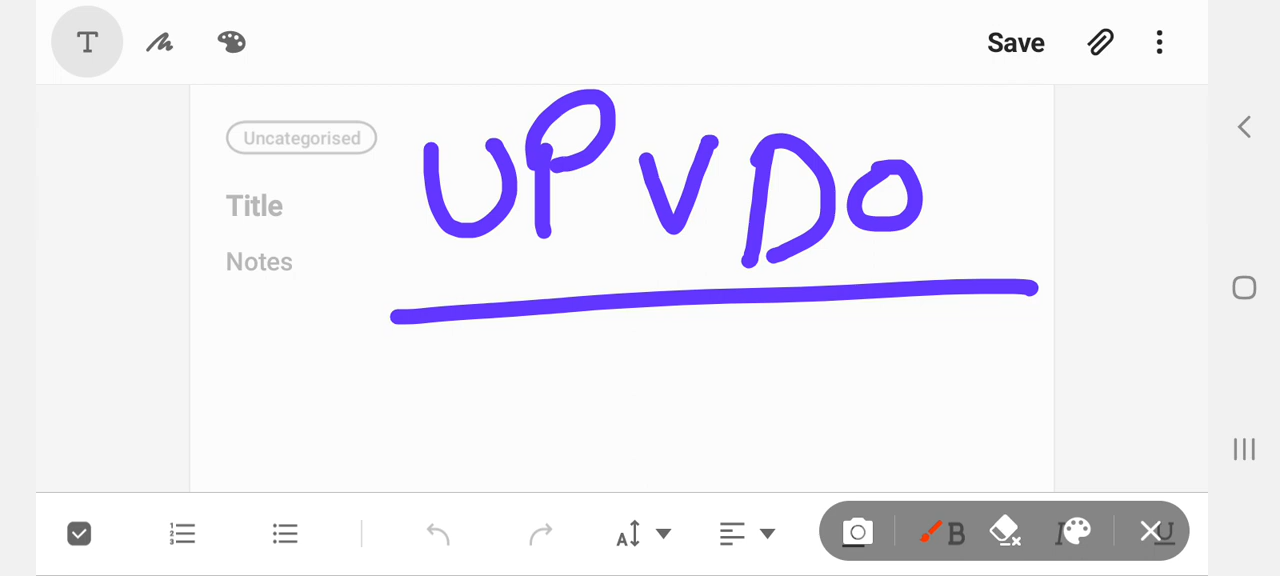 T Save
UPVDO
Uncategorised
Title
Notes
A B I U